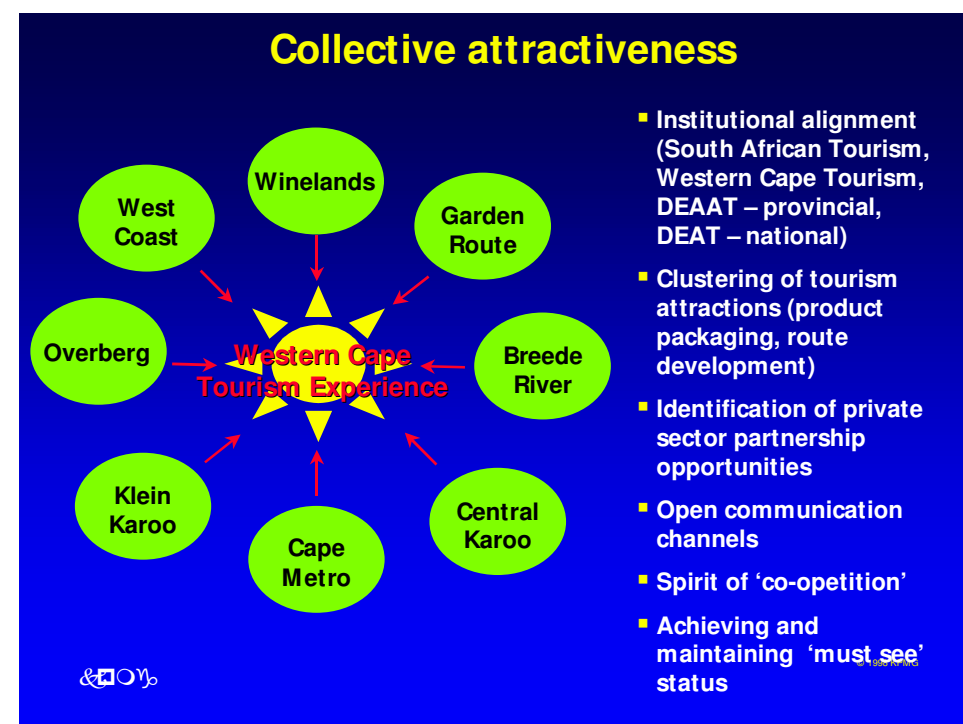 Collective attractiveness
Winelands
West
Coast
Garden
Route
Overberg
Western Cape
Tourism Experience
Breede
River
Klein
Karoo
Cape
Metro
Central
Karoo
▪ Institutional alignment
(South African Tourism,
Western Cape Tourism,
DEAAT – provincial,
DEAT – national)
▪ Clustering of tourism
attractions (product
packaging, route
development)
▪ Identification of private
sector partnership
opportunities
▪ Open communication
channels
▪ Spirit of ‘co-opetition’
▪ Achieving and
maintaining ‘must see’
status
© 1998 KPMG